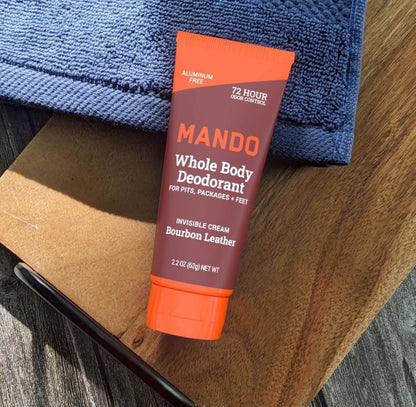 ALUMINUM
FREE
72 HOUR
ODOR CONTROL
MANDO
Whole Body
Deodorant
FOR PITS, PACKAGES + FEET
INVISIBLE CREAM
Bourbon Leather
2.2 OZ (62g) NET WT